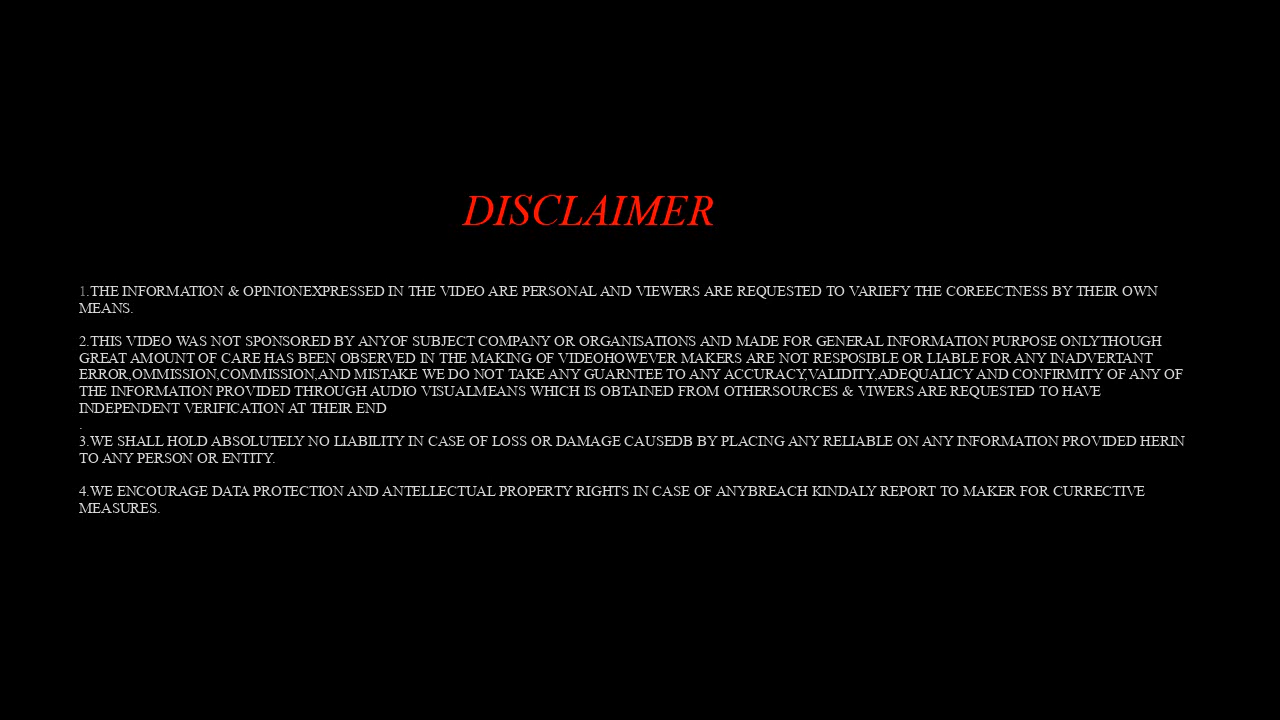 DISCLAIMER
1.THE INFORMATION & OPINIONEXPRESSED IN THE VIDEO ARE PERSONAL AND VIEWERS ARE REQUESTED TO VARIEFY THE COREECTNESS BY THEIR OWN
MEANS.
2.THIS VIDEO WAS NOT SPONSORED BY ANYOF SUBJECT COMPANY OR ORGANISATIONS AND MADE FOR GENERAL INFORMATION PURPOSE ONLYTHOUGH
GREAT AMOUNT OF CARE HAS BEEN OBSERVED IN THE MAKING OF VIDEOHOWEVER MAKERS ARE NOT RESPOSIBLE OR LIABLE FOR ANY INADVERTANT
ERROR,OMMISSION,COMMISSION,AND MISTAKE WE DO NOT TAKE ANY GUARNTEE TO ANY ACCURACY,VALIDITY,ADEQUALICY AND CONFIRMITY OF ANY OF
THE INFORMATION PROVIDED THROUGH AUDIO VISUALMEANS WHICH IS OBTAINED FROM OTHERSOURCES & VIWERS ARE REQUESTED TO HAVE
INDEPENDENT VERIFICATION AT THEIR END
.
3.WE SHALL HOLD ABSOLUTELY NO LIABILITY IN CASE OF LOSS OR DAMAGE CAUSEDB BY PLACING ANY RELIABLE ON ANY INFORMATION PROVIDED HERIN
TO ANY PERSON OR ENTITY.
4.WE ENCOURAGE DATA PROTECTION AND ANTELLECTUAL PROPERTY RIGHTS IN CASE OF ANYBREACH KINDALY REPORT TO MAKER FOR CURRECTIVE
MEASURES.